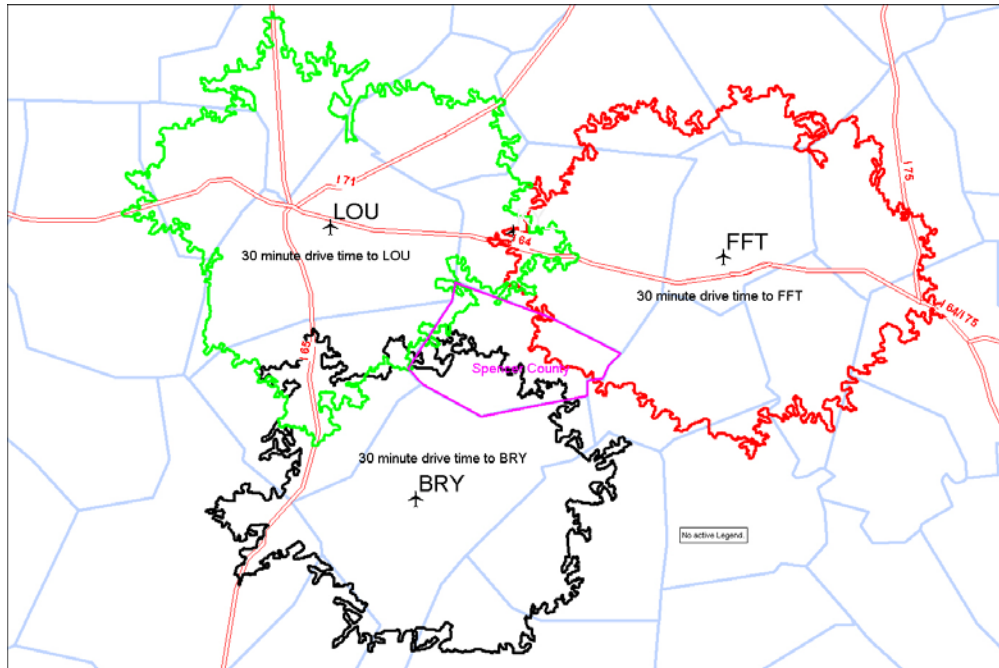 I 71
I 75
LOU
I 64
FFT
30 minute drive time to LOU
30 minute drive time to FFT
I 64/I 75
I 65
Spencer County
30 minute drive time to BRY
BRY
No active Legend.